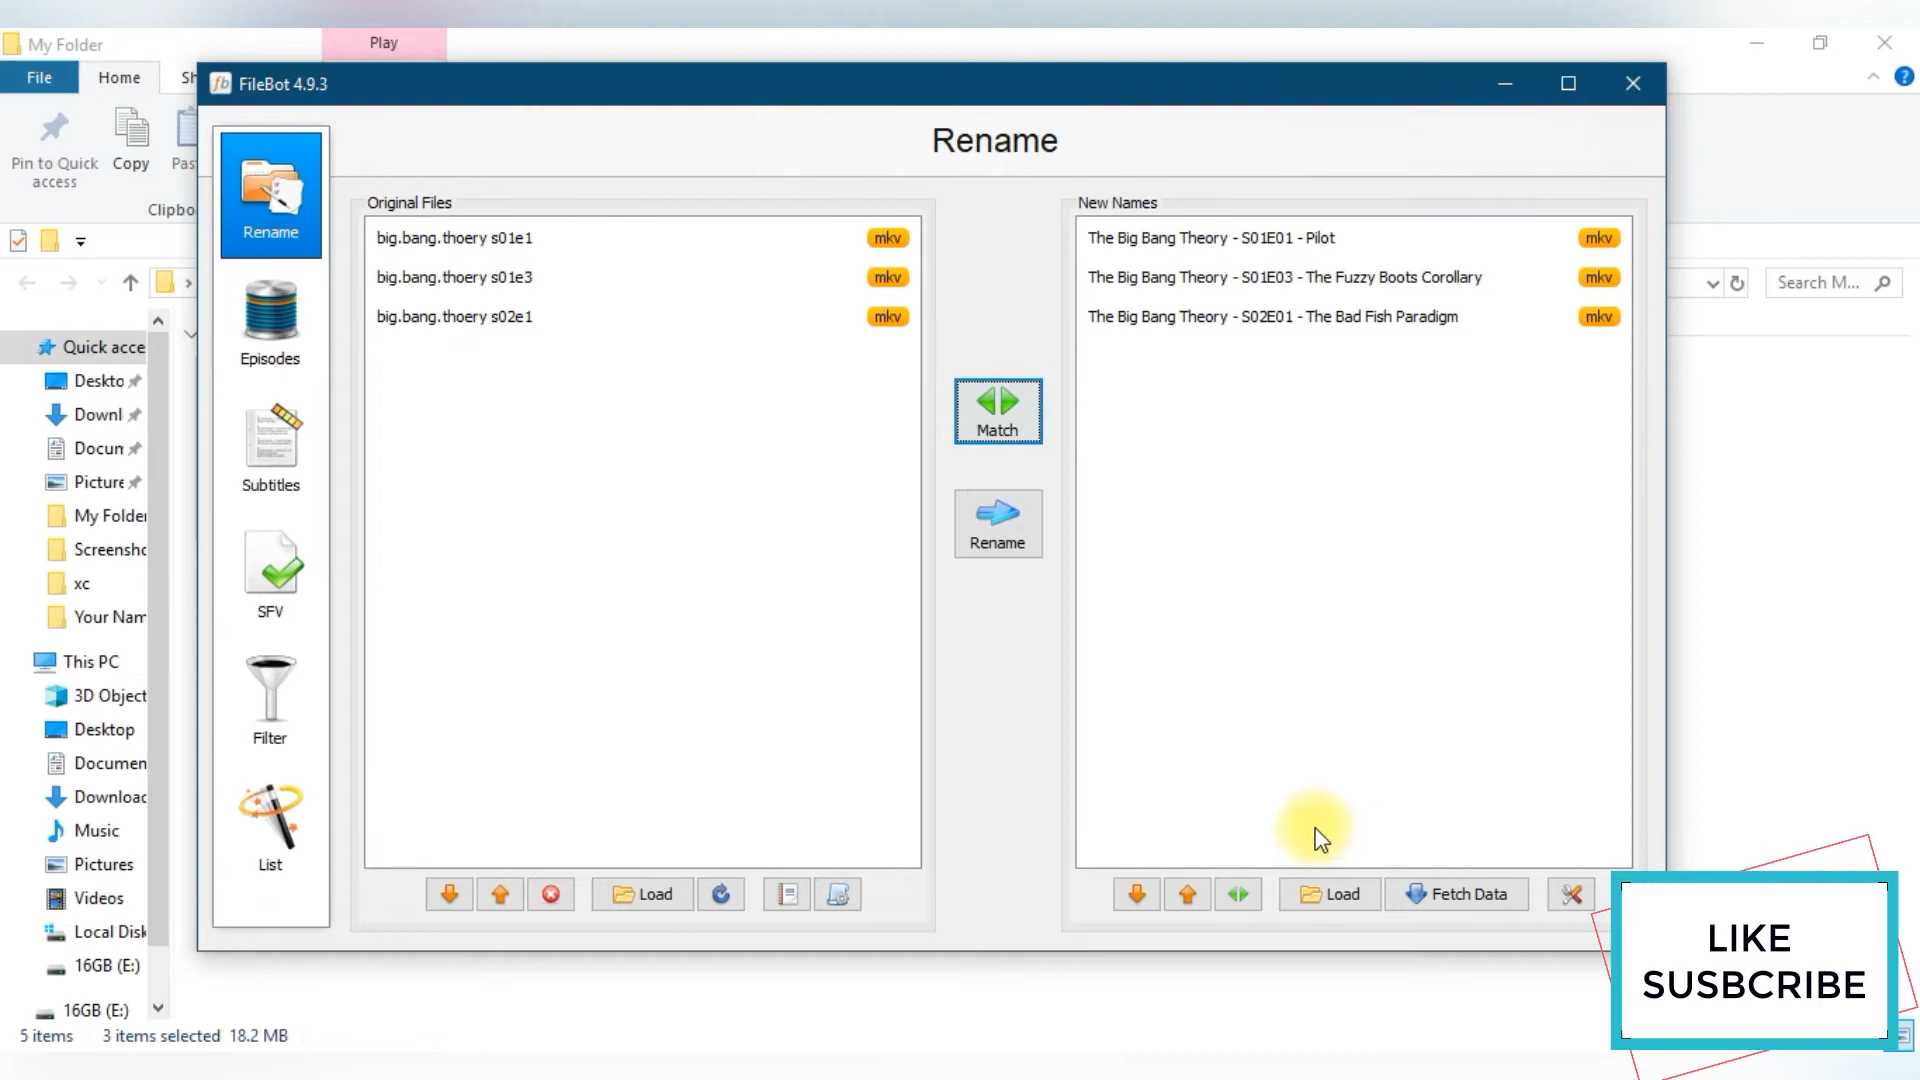 My Folder
Play
File
Home
Sh
Pin to Quick
access
Copy
Pas
Clipbo
Search M...
Quick acce
Deskto
Downl
Docum
Picture
My Folder
Screensho
xc
Your Nam
This PC
3D Object
Desktop
Documen
Download
Music
Pictures
Videos
Local Disk
16GB (E:)
16GB (E:)
5 items
3 items selected 18.2 MB
fb FileBot 4.9.3
Rename
Rename
Episodes
Subtitles
SFV
Filter
List
Original Files
big.bang.thoery s01e1 mkv
big.bang.thoery s01e3 mkv
big.bang.thoery s02e1 mkv
Load
Match
Rename
New Names
The Big Bang Theory - S01E01 - Pilot mkv
The Big Bang Theory - S01E03 - The Fuzzy Boots Corollary mkv
The Big Bang Theory - S02E01 - The Bad Fish Paradigm mkv
Load
Fetch Data
LIKE
SUSBCRIBE